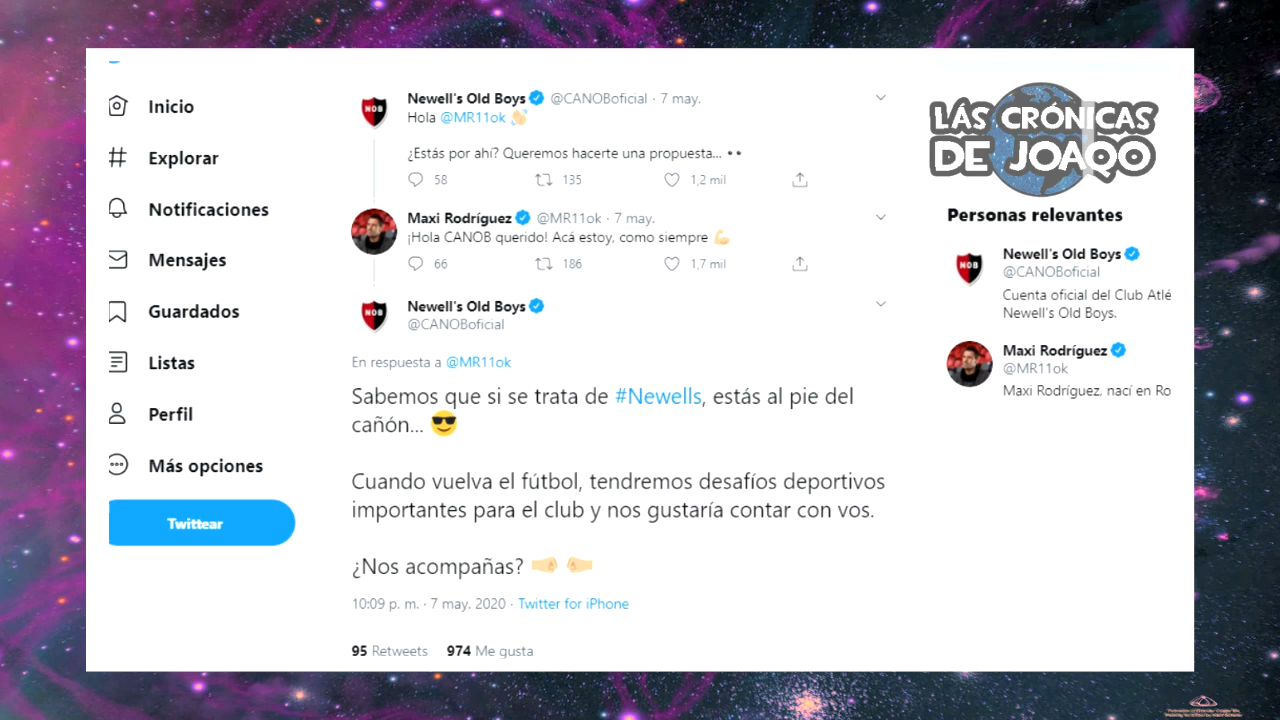 Inicio
Explorar
Notificaciones
Mensajes
Guardados
Listas
Perfil
Más opciones
Twittear
Newell's Old Boys @CANOBoficial · 7 may.
Hola @MR11ok 👏
¿Estás por ahí? Queremos hacerte una propuesta... 👀
58 135 1,2 mil
Maxi Rodríguez @MR11ok · 7 may.
¡Hola CANOB querido! Acá estoy, como siempre 💪
66 186 1,7 mil
Newell's Old Boys
@CANOBoficial
En respuesta a @MR11ok
Sabemos que si se trata de #Newells, estás al pie del
cañón... 😎
Cuando vuelva el fútbol, tendremos desafíos deportivos
importantes para el club y nos gustaría contar con vos.
¿Nos acompañas? 🤜 🤛
10:09 p. m. · 7 may. 2020 · Twitter for iPhone
95 Retweets 974 Me gusta
LÁS CRÓNICAS
DE JOAQO
Personas relevantes
Newell's Old Boys
@CANOBoficial
Cuenta oficial del Club Atlé
Newell's Old Boys.
Maxi Rodríguez
@MR11ok
Maxi Rodríguez, nací en Ro
NOB
NOB
NOB